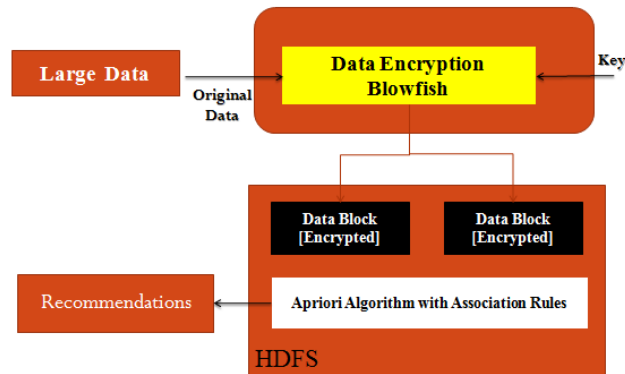 Large Data
Original
Data
Data Encryption
Blowfish
Key
Data Block
[Encrypted]
Data Block
[Encrypted]
Apriori Algorithm with Association Rules
Recommendations
HDFS